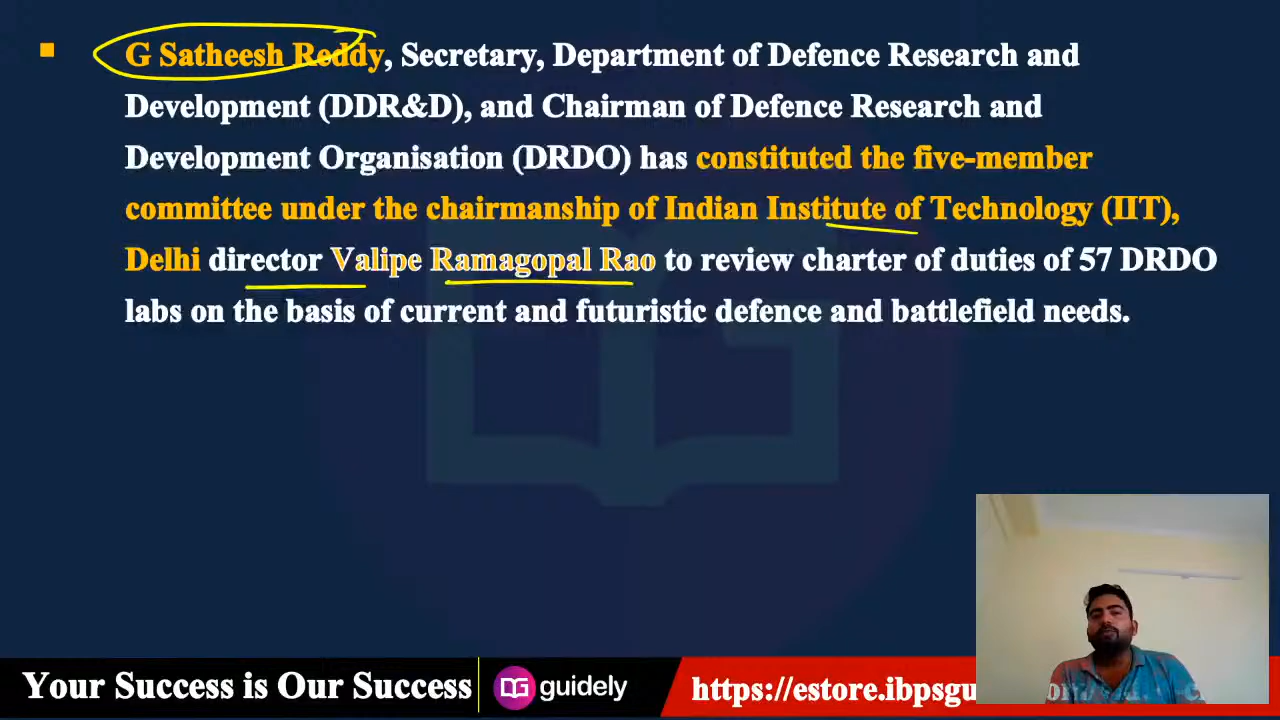 G Satheesh Reddy, Secretary, Department of Defence Research and
Development (DDR&D), and Chairman of Defence Research and
Development Organisation (DRDO) has constituted the five-member
committee under the chairmanship of Indian Institute of Technology (IIT),
Delhi director Valipe Ramagopal Rao to review charter of duties of 57 DRDO
labs on the basis of current and futuristic defence and battlefield needs.
Your Success is Our Success
guidely
https://estore.ibpsgu